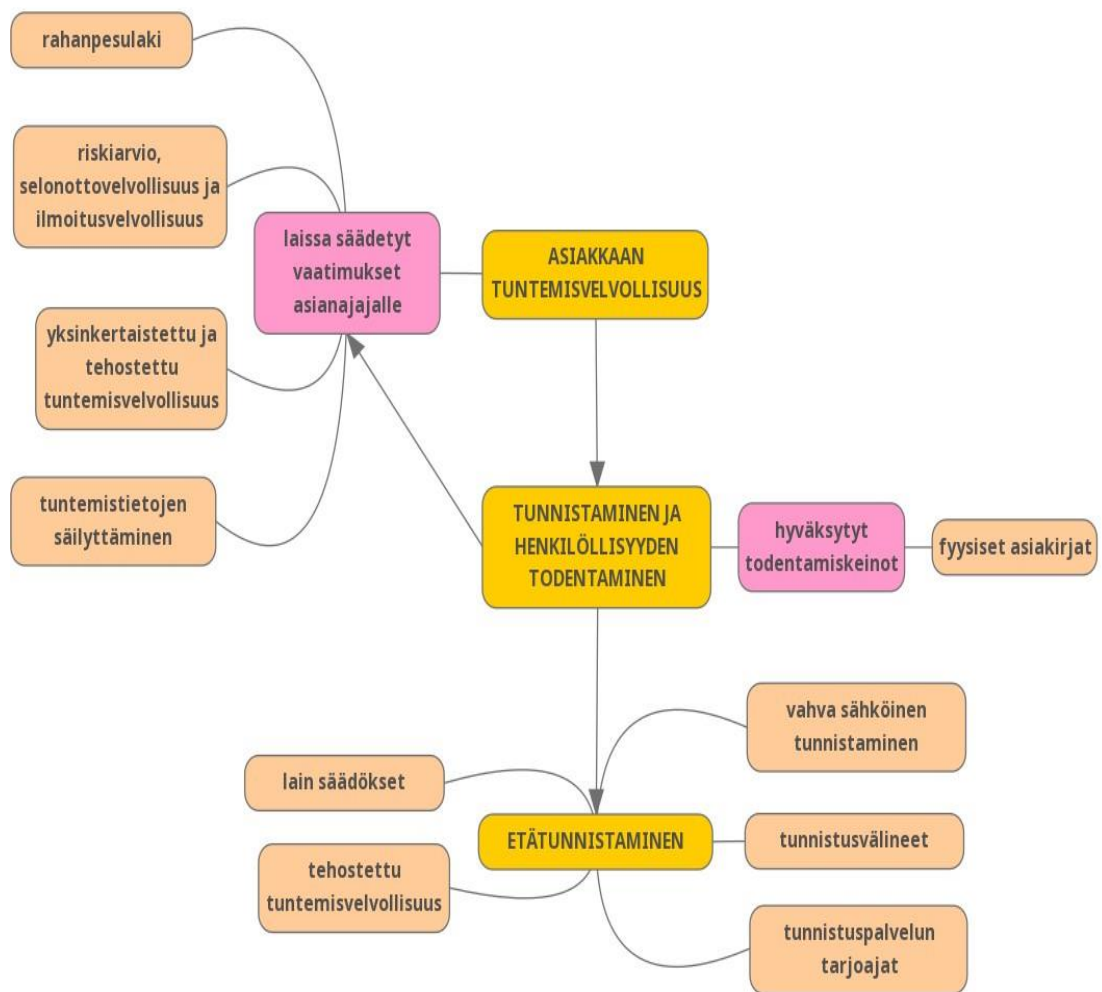 rahanpesulaki
riskiarvio,
selonottovelvollisuus ja
ilmoitusvelvollisuus
laissa säädetyt
vaatimukset
asianajajalle
ASIAKKAAN
TUNTEMISVELVOLLISUUS
yksinkertaistettu ja
tehostettu
tuntemisvelvollisuus
tuntemistietojen
säilyttäminen
TUNNISTAMINEN JA
HENKILÖLLISYYDEN
TODENTAMINEN
hyväksytyt
todentamiskeinot
fyysiset asiakirjat
vahva sähköinen
tunnistaminen
lain säädökset
ETÄTUNNISTAMINEN
tunnistusvälineet
tehostettu
tuntemisvelvollisuus
tunnistuspalvelun
tarjoajat